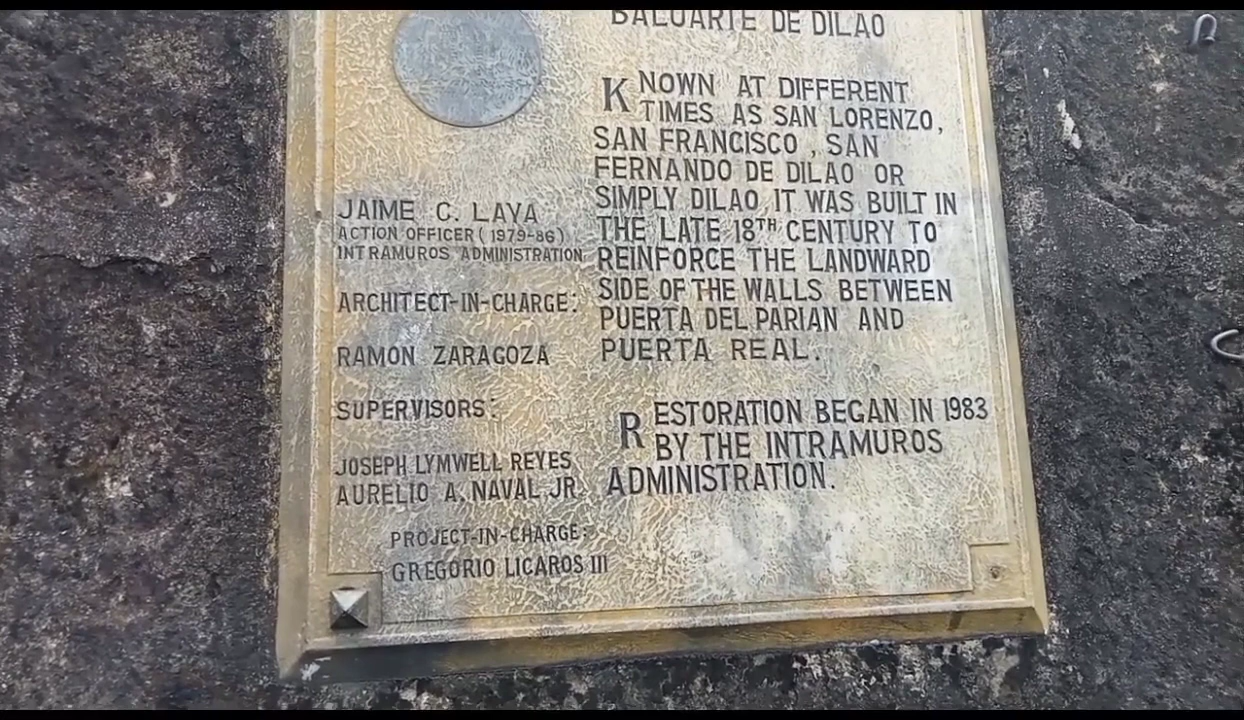 BALUARTE DE DILAO
KNOWN AT DIFFERENT
TIMES AS SAN LORENZO,
SAN FRANCISCO, SAN
FERNANDO DE DILAO OR
SIMPLY DILAO IT WAS BUILT IN
THE LATE 18TH CENTURY TO
REINFORCE THE LANDWARD
SIDE OF THE WALLS BETWEEN
PUERTA DEL PARIAN AND
PUERTA REAL.
RESTORATION BEGAN IN 1983
BY THE INTRAMUROS
ADMINISTRATION.
JAIME C. LAYA
ACTION OFFICER (1979-86)
INTRAMUROS ADMINISTRATION
ARCHITECT-IN-CHARGE:
RAMON ZARAGOZA
SUPERVISORS:
JOSEPH LYMWELL REYES
AURELIO A. NAVAL JR
PROJECT-IN-CHARGE:
GREGORIO LICAROS III